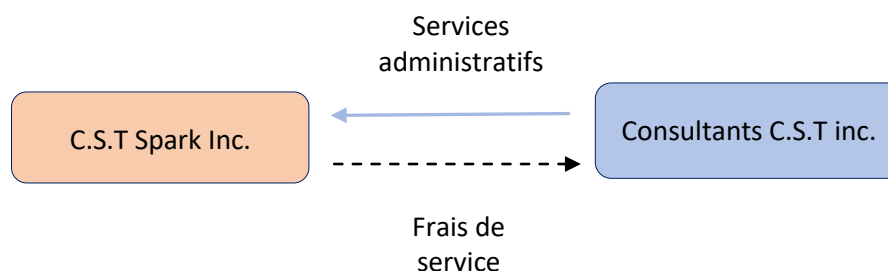 Services
administratifs
C.S.T Spark Inc.
Consultants C.S.T inc.
Frais de
service